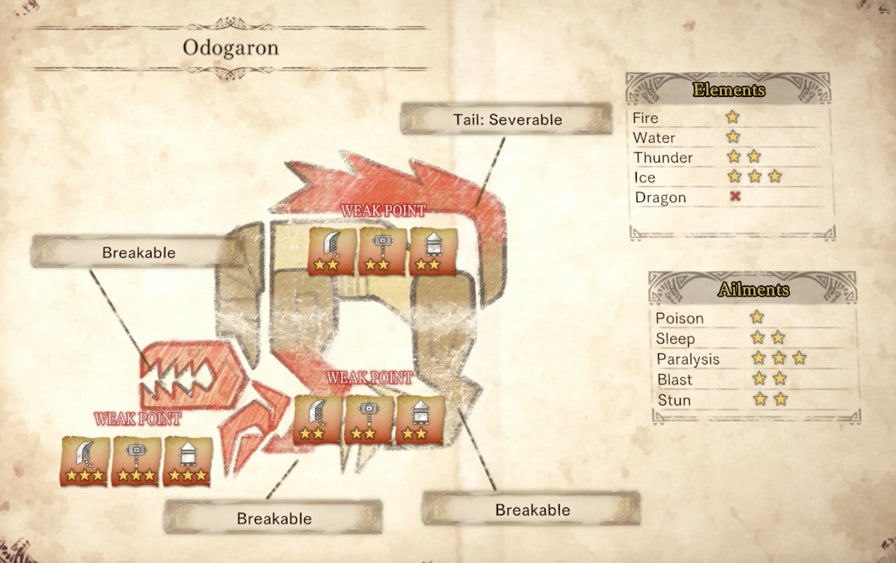 Odogaron
Tail: Severable
Elements
Fire
Water
Thunder
Ice
Dragon
WEAK POINT
Breakable
Ailments
Poison
Sleep
Paralysis
Blast
Stun
WEAK POINT
WEAK POINT
Breakable
Breakable